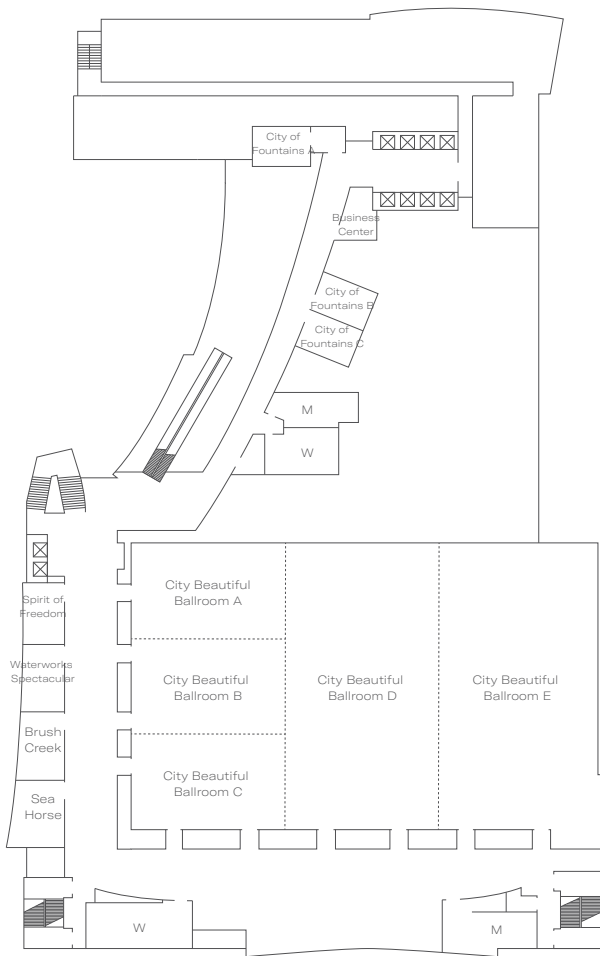 City of
Fountains A
Business
Center
City of
Fountains B
City of
Fountains C
M
W
City Beautiful
Ballroom A
Spirit of
Freedom
Waterworks
Spectacular
City Beautiful
Ballroom B
City Beautiful
Ballroom D
City Beautiful
Ballroom E
Brush
Creek
City Beautiful
Ballroom C
Sea
Horse
W
M